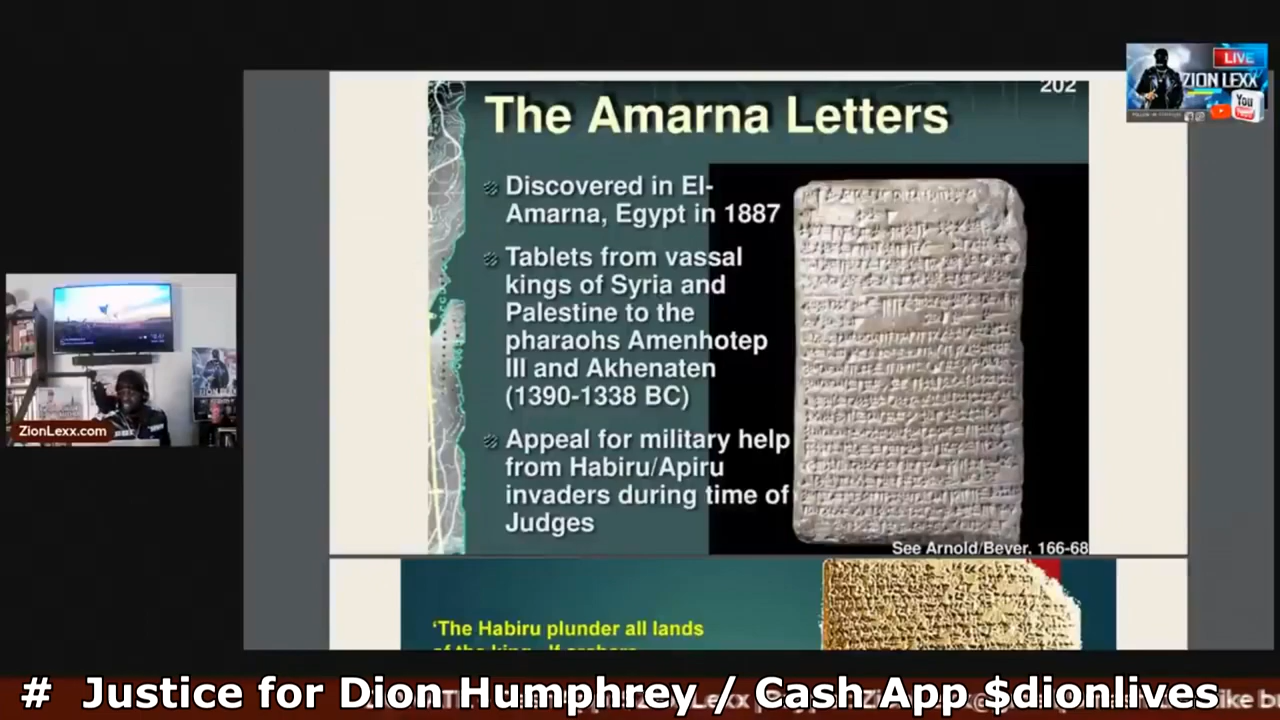 202
The Amarna Letters
Discovered in El-
Amarna, Egypt in 1887
Tablets from vassal
kings of Syria and
Palestine to the
pharaohs Amenhotep
III and Akhenaten
(1390-1338 BC)
Appeal for military help
from Habiru/Apiru
invaders during time of
Judges
See Arnold/Beyer, 166-68
'The Habiru plunder all lands
LIVE
ZION LEXX
You
ZionLexx.com
# Justice for Dion Humphrey / Cash App $dionlives